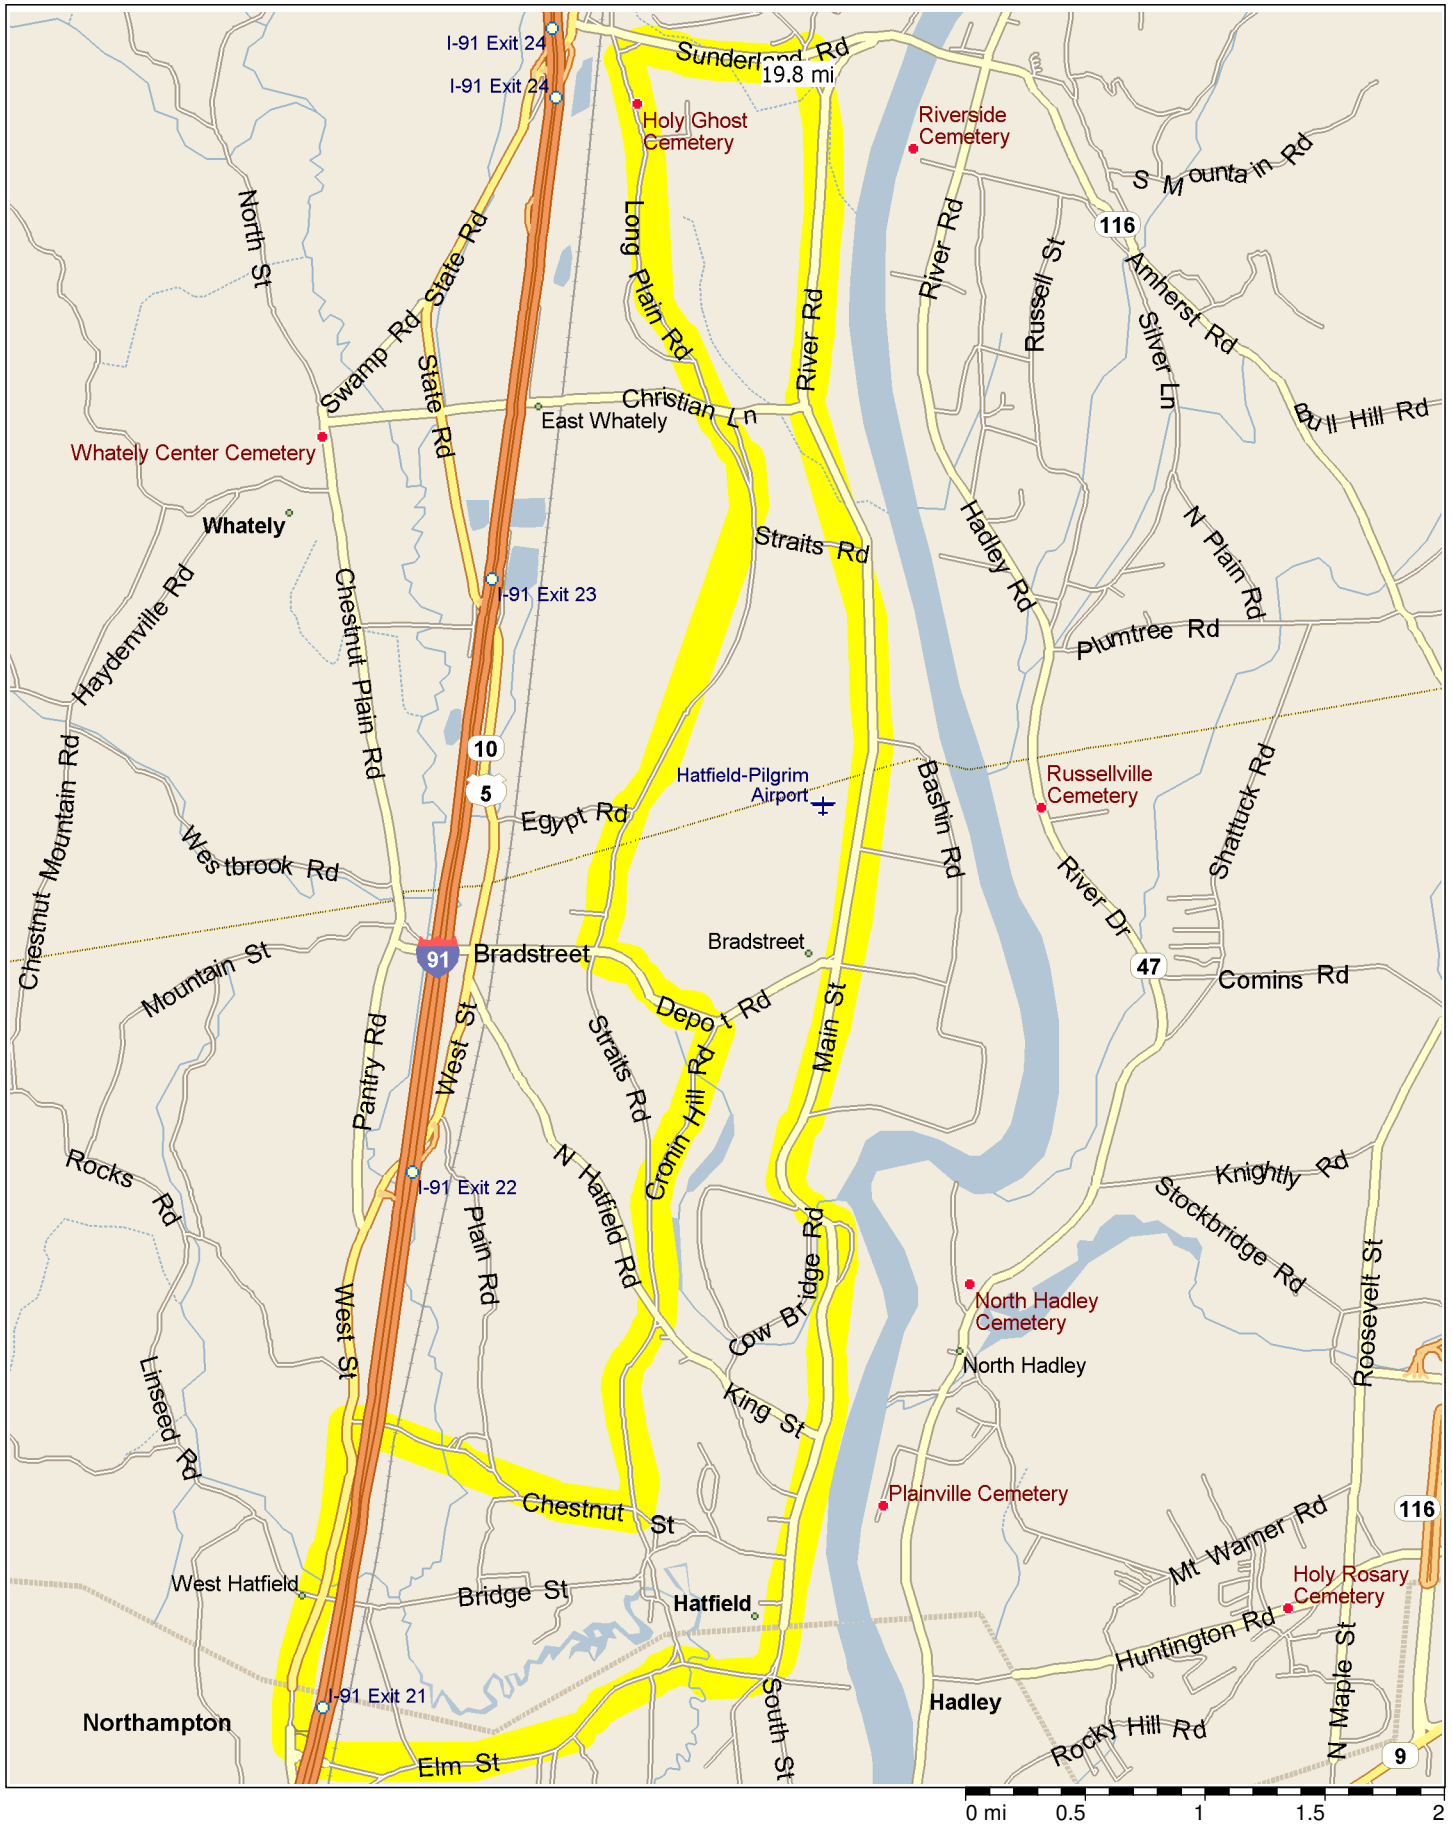 I-91 Exit 24
Sunderland Rd
19.8 mi
I-91 Exit 24
Holy Ghost
Cemetery
Riverside
Cemetery
S Mountain Rd
North St
State Rd
Long Plain Rd
River Rd
River Rd
116
Russell St
Amherst Rd
Swamp Rd
State Rd
Silver Ln
Christian Ln
East Whately
Bull Hill Rd
Whately Center Cemetery
Whately
Straits Rd
Hadley Rd
N Plain Rd
I-91 Exit 23
Haydenville Rd
Chestnut Plain Rd
Plumtree Rd
10
5
Hatfield-Pilgrim
Airport
Russellville
Cemetery
Chestnut Mountain Rd
Egypt Rd
Bashin Rd
Shattuck Rd
Westbrook Rd
River Dr
Bradstreet
91
Bradstreet
47
Comins Rd
Mountain St
Depot Rd
Main St
West St
Pantry Rd
Straits Rd
Cronin Hill Rd
Rocks Rd
N Hatfield Rd
Knightly Rd
I-91 Exit 22
Stockbridge Rd
Plain Rd
Cow Bridge Rd
Roosevelt St
North Hadley
Cemetery
West St
North Hadley
Linseed Rd
King St
Plainville Cemetery
Chestnut St
116
Mt Warner Rd
West Hatfield
Bridge St
Hatfield
Holy Rosary
Cemetery
Huntington Rd
N Maple St
I-91 Exit 21
Northampton
South St
Hadley
Rocky Hill Rd
Elm St
9
0 mi 0.5 1 1.5 2